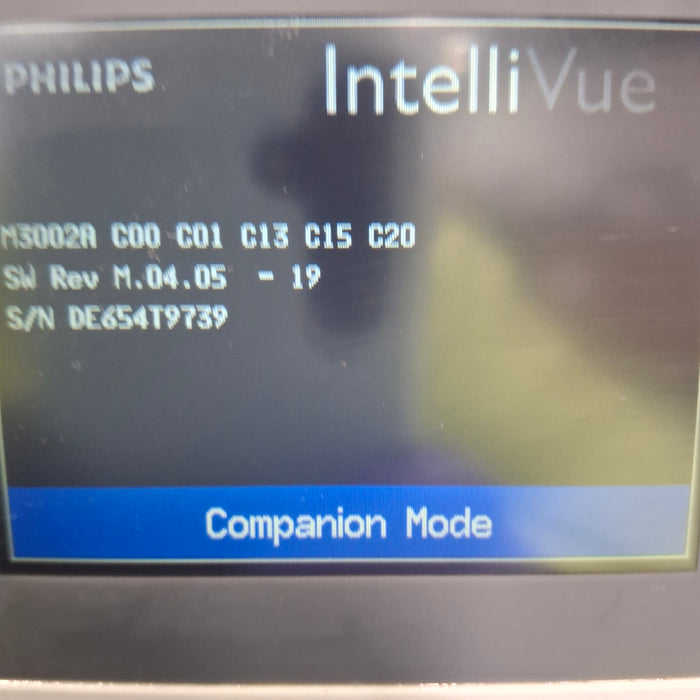 PHILIPS
IntelliVue
M3002A C00 C01 C13 C15 C20
SW Rev M.04.05 - 19
S/N DE654T9739
Companion Mode